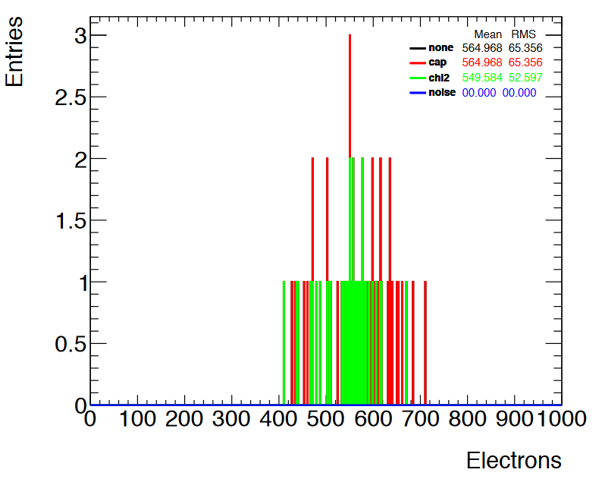 Entries
Mean RMS
none 564.968 65.356
cap 564.968 65.356
chi2 549.584 52.597
noise 00.000 00.000
3
2.5
2
1.5
1
0.5
0
0 100 200 300 400 500 600 700 800 900 1000
Electrons